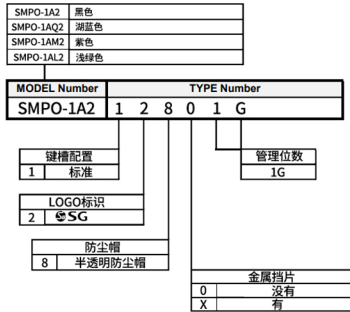 SMPO-1A2 黑色
SMPO-1AQ2 湖蓝色
SMPO-1AM2 紫色
SMPO-1AL2 浅绿色
MODEL Number TYPE Number
SMPO-1A2 1 2 8 0 1 G
键槽配置 管理位数
1 标准 1G
LOGO标识
2 SG
防尘帽
8 半透明防尘帽
金属挡片
0 没有
X 有